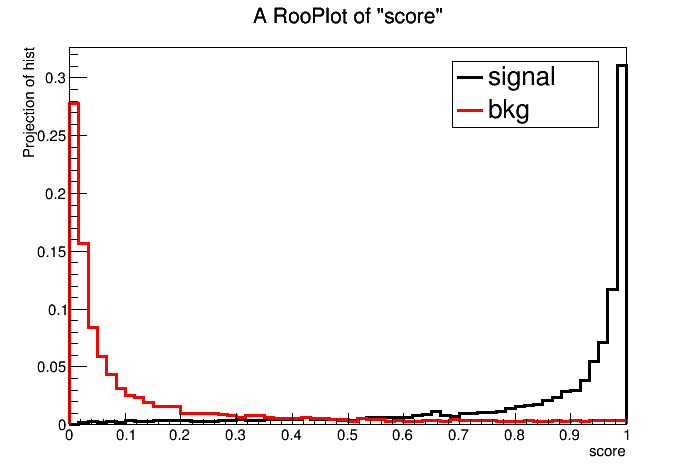 A RooPlot of "score"
Projection of hist
signal
bkg
0.3
0.25
0.2
0.15
0.1
0.05
0
0 0.1 0.2 0.3 0.4 0.5 0.6 0.7 0.8 0.9 1
score